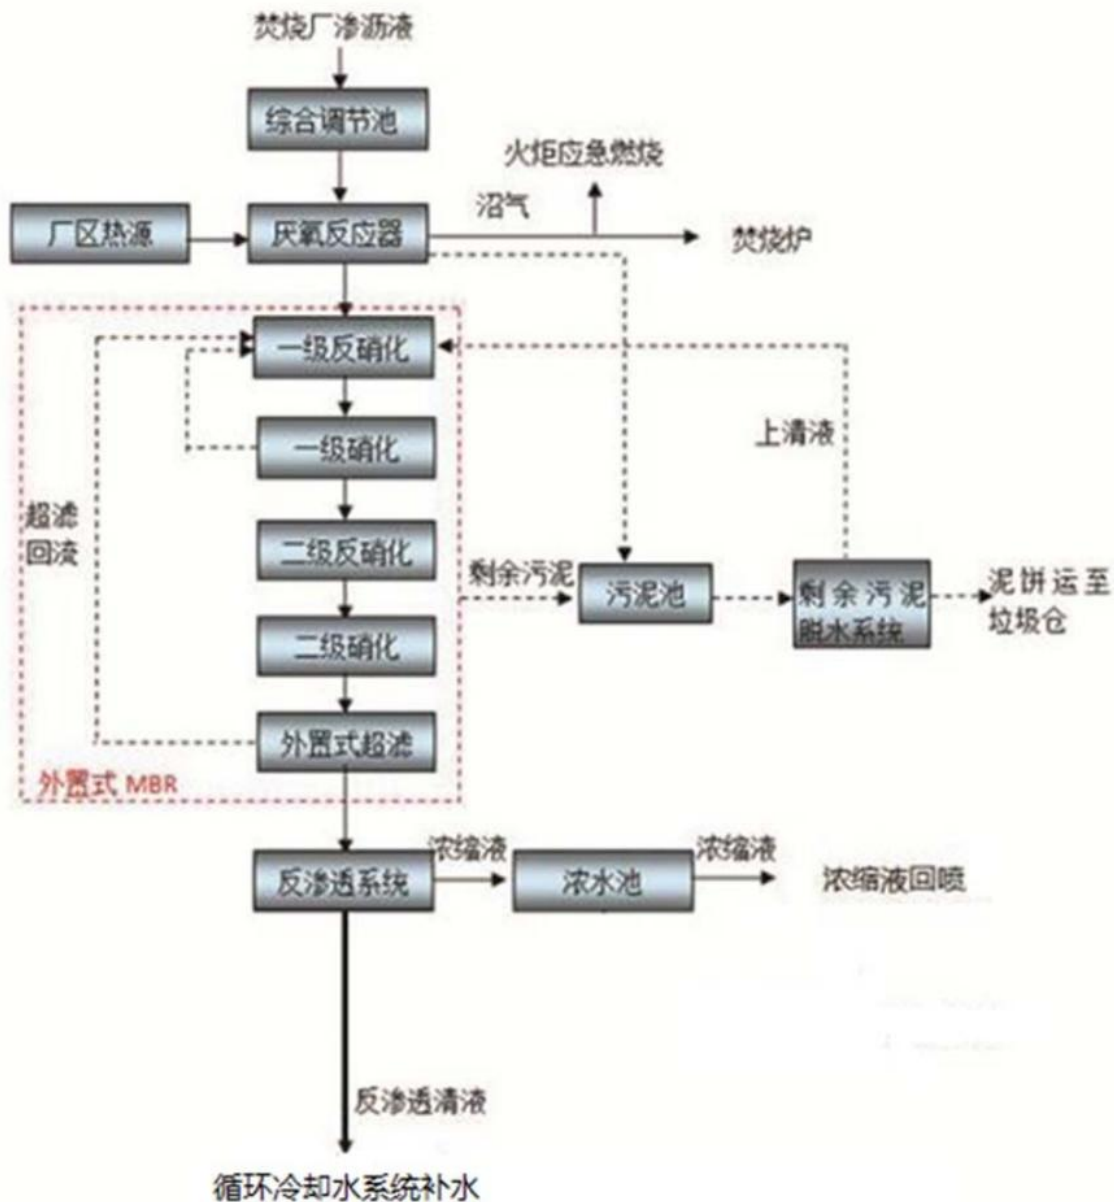 焚烧厂渗沥液
综合调节池
火炬应急燃烧
沼气
厂区热源
厌氧反应器
焚烧炉
一级反硝化
上清液
一级硝化
超滤
回流
二级反硝化
剩余污泥
污泥池
剩余污泥
脱水系统
泥饼运至
垃圾仓
二级硝化
外置式超滤
外置式 MBR
浓缩液
浓缩液
反渗透系统
浓水池
浓缩液回喷
反渗透清液
循环冷却水系统补水